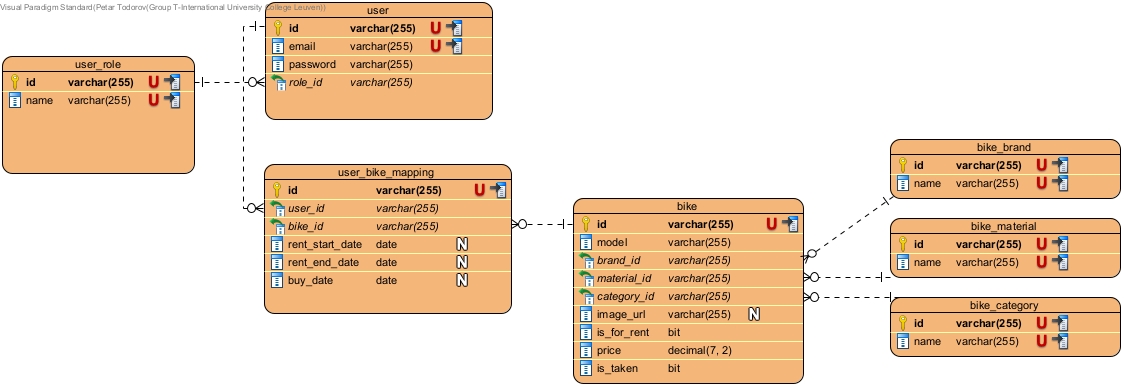 Visual Paradigm Standard(Petar Todorov(Group T-International University College Leuven))
user
id varchar(255) U
email varchar(255) U
password varchar(255)
role_id varchar(255)
user_role
id varchar(255) U
name varchar(255) U
user_bike_mapping
id varchar(255) U
user_id varchar(255)
bike_id varchar(255)
rent_start_date date N
rent_end_date date N
buy_date date N
bike
id varchar(255) U
model varchar(255)
brand_id varchar(255)
material_id varchar(255)
category_id varchar(255)
image_url varchar(255) N
is_for_rent bit
price decimal(7, 2)
is_taken bit
bike_brand
id varchar(255) U
name varchar(255) U
bike_material
id varchar(255) U
name varchar(255) U
bike_category
id varchar(255) U
name varchar(255) U